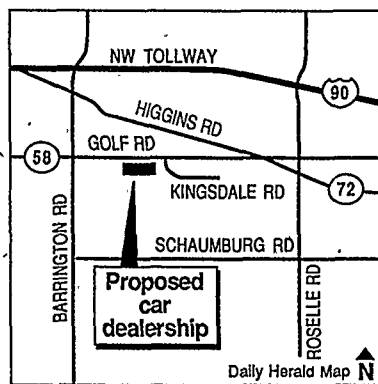 NW TOLLWAY
90
HIGGINS RD
GOLF RD
58
KINGSDALE RD
72
SCHAUMBURG RD
BARRINGTON RD
ROSELLE RD
Proposed
car
dealership
Daily Herald Map
N